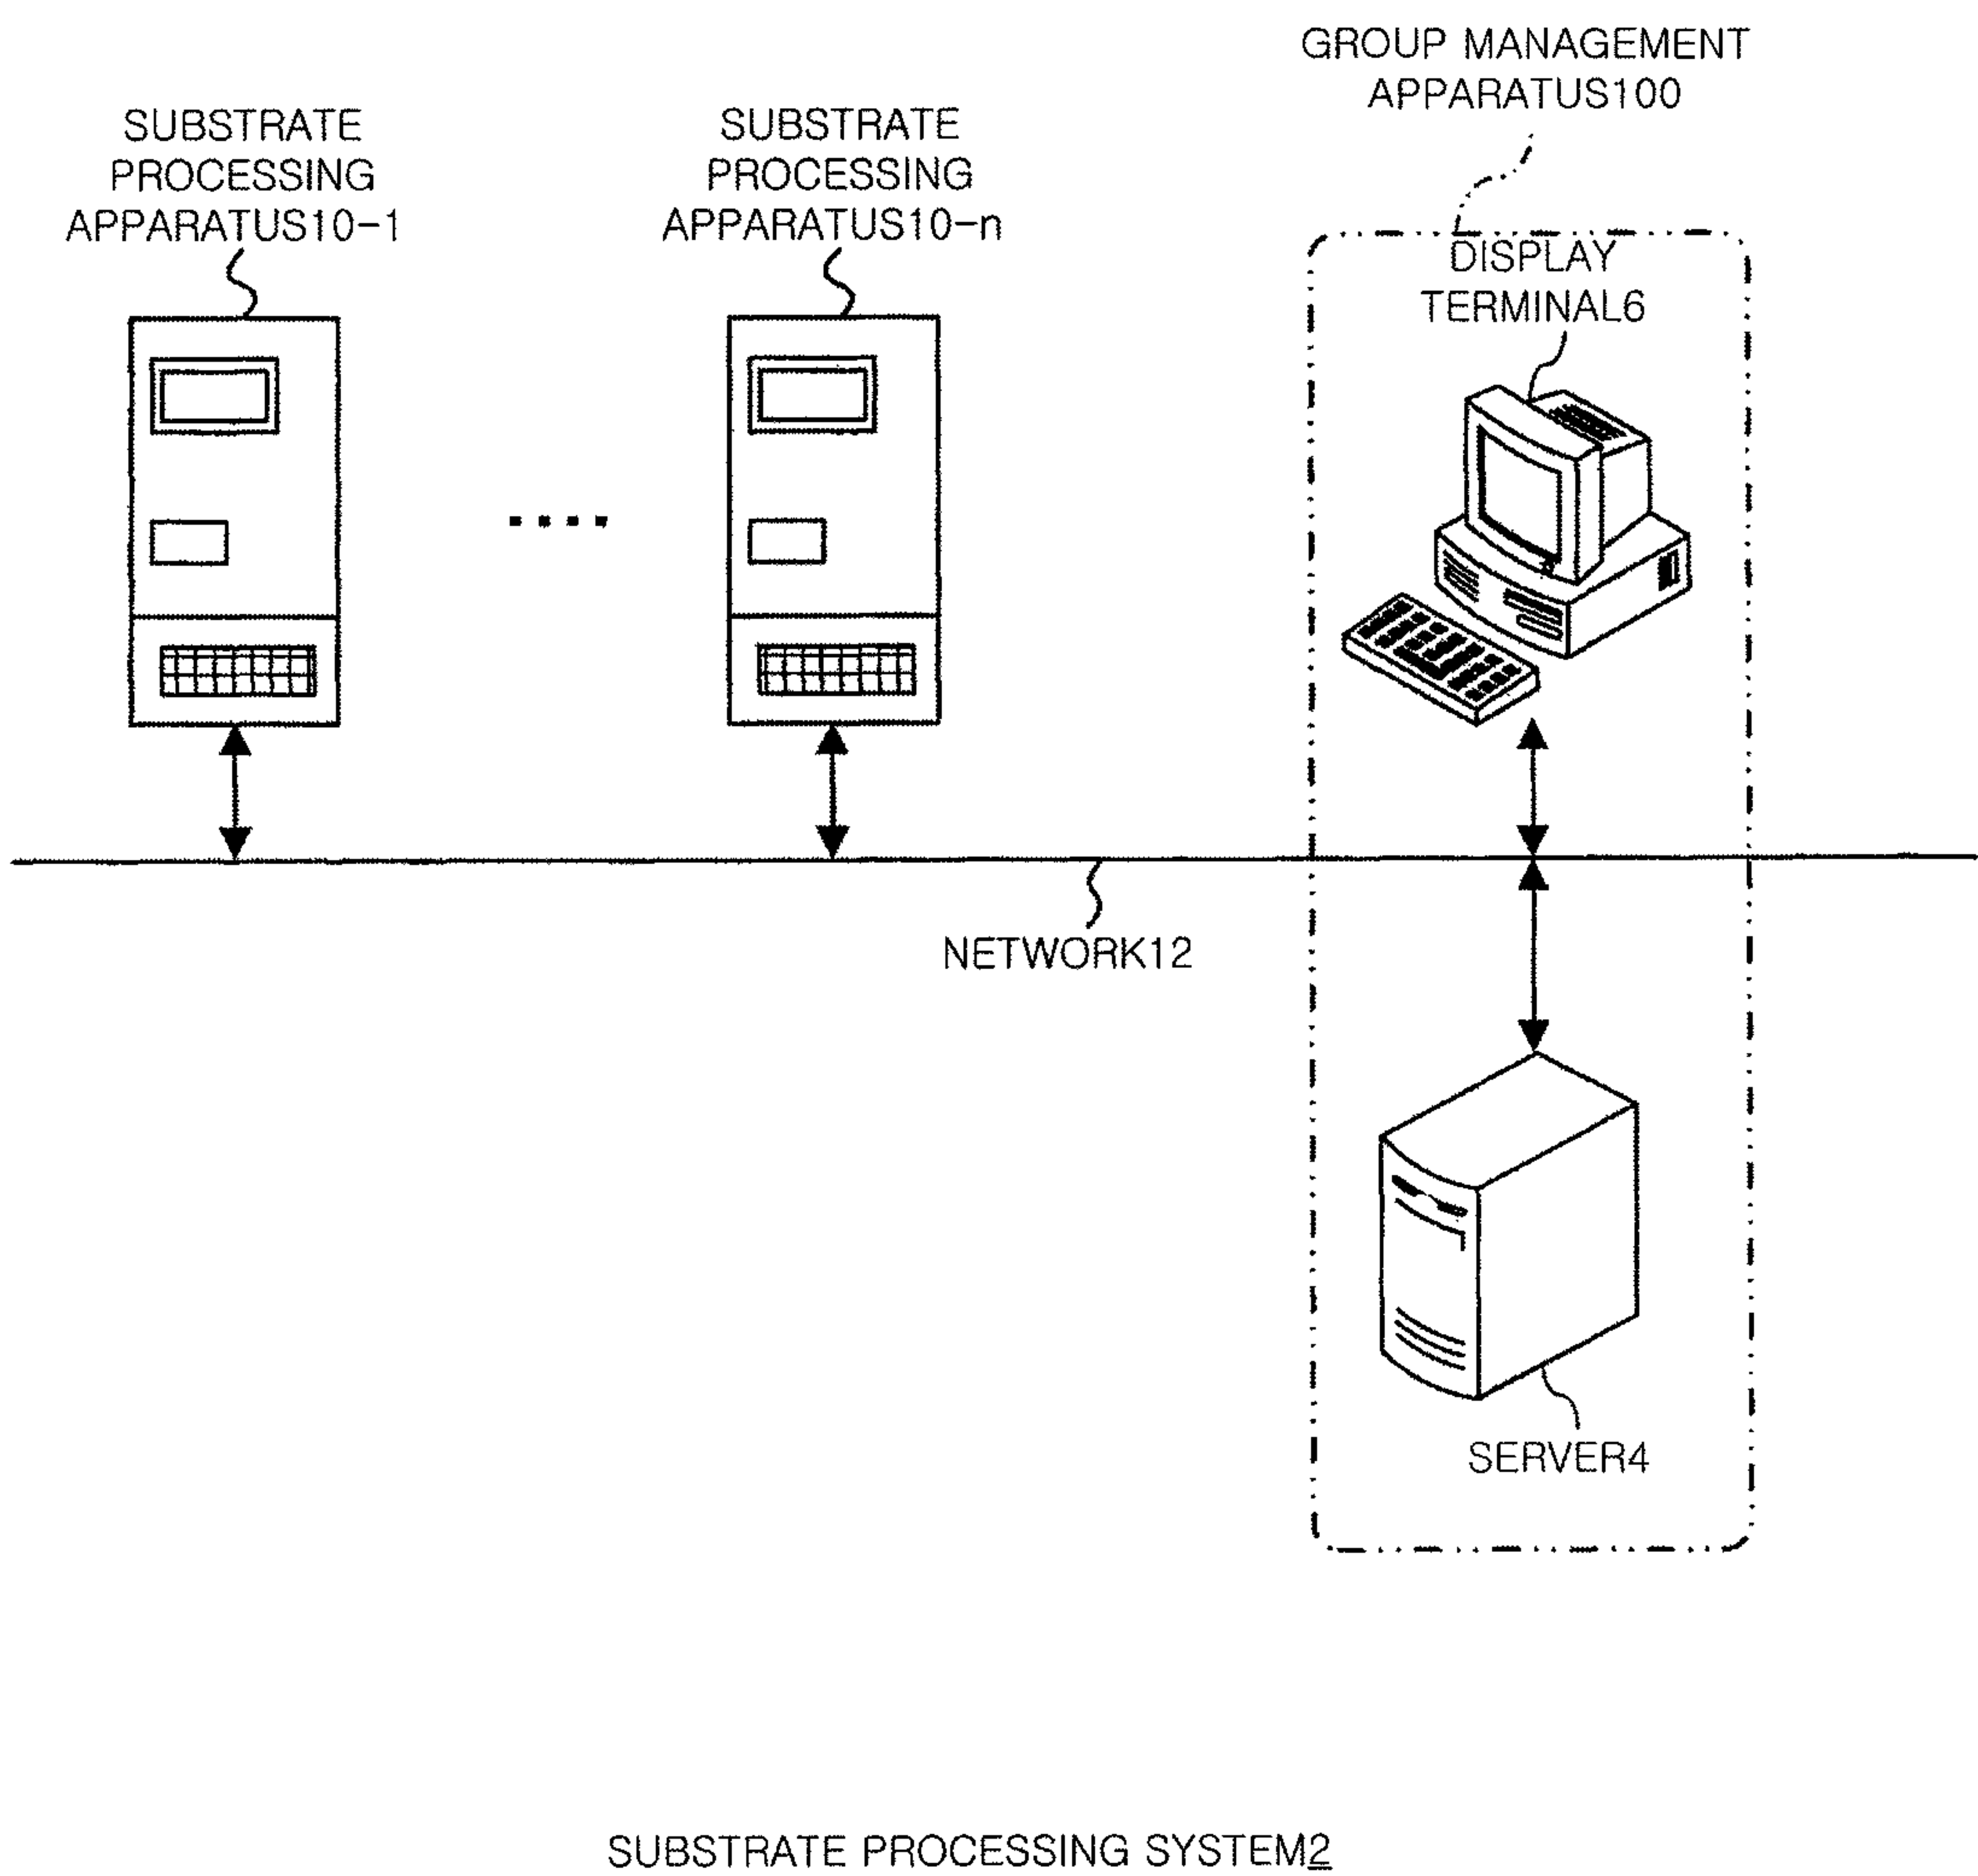 GROUP MANAGEMENT
APPARATUS100
SUBSTRATE
PROCESSING
APPARATUS10-1
SUBSTRATE
PROCESSING
APPARATUS10-n
DISPLAY
TERMINAL6
NETWORK12
SERVER4
SUBSTRATE PROCESSING SYSTEM2